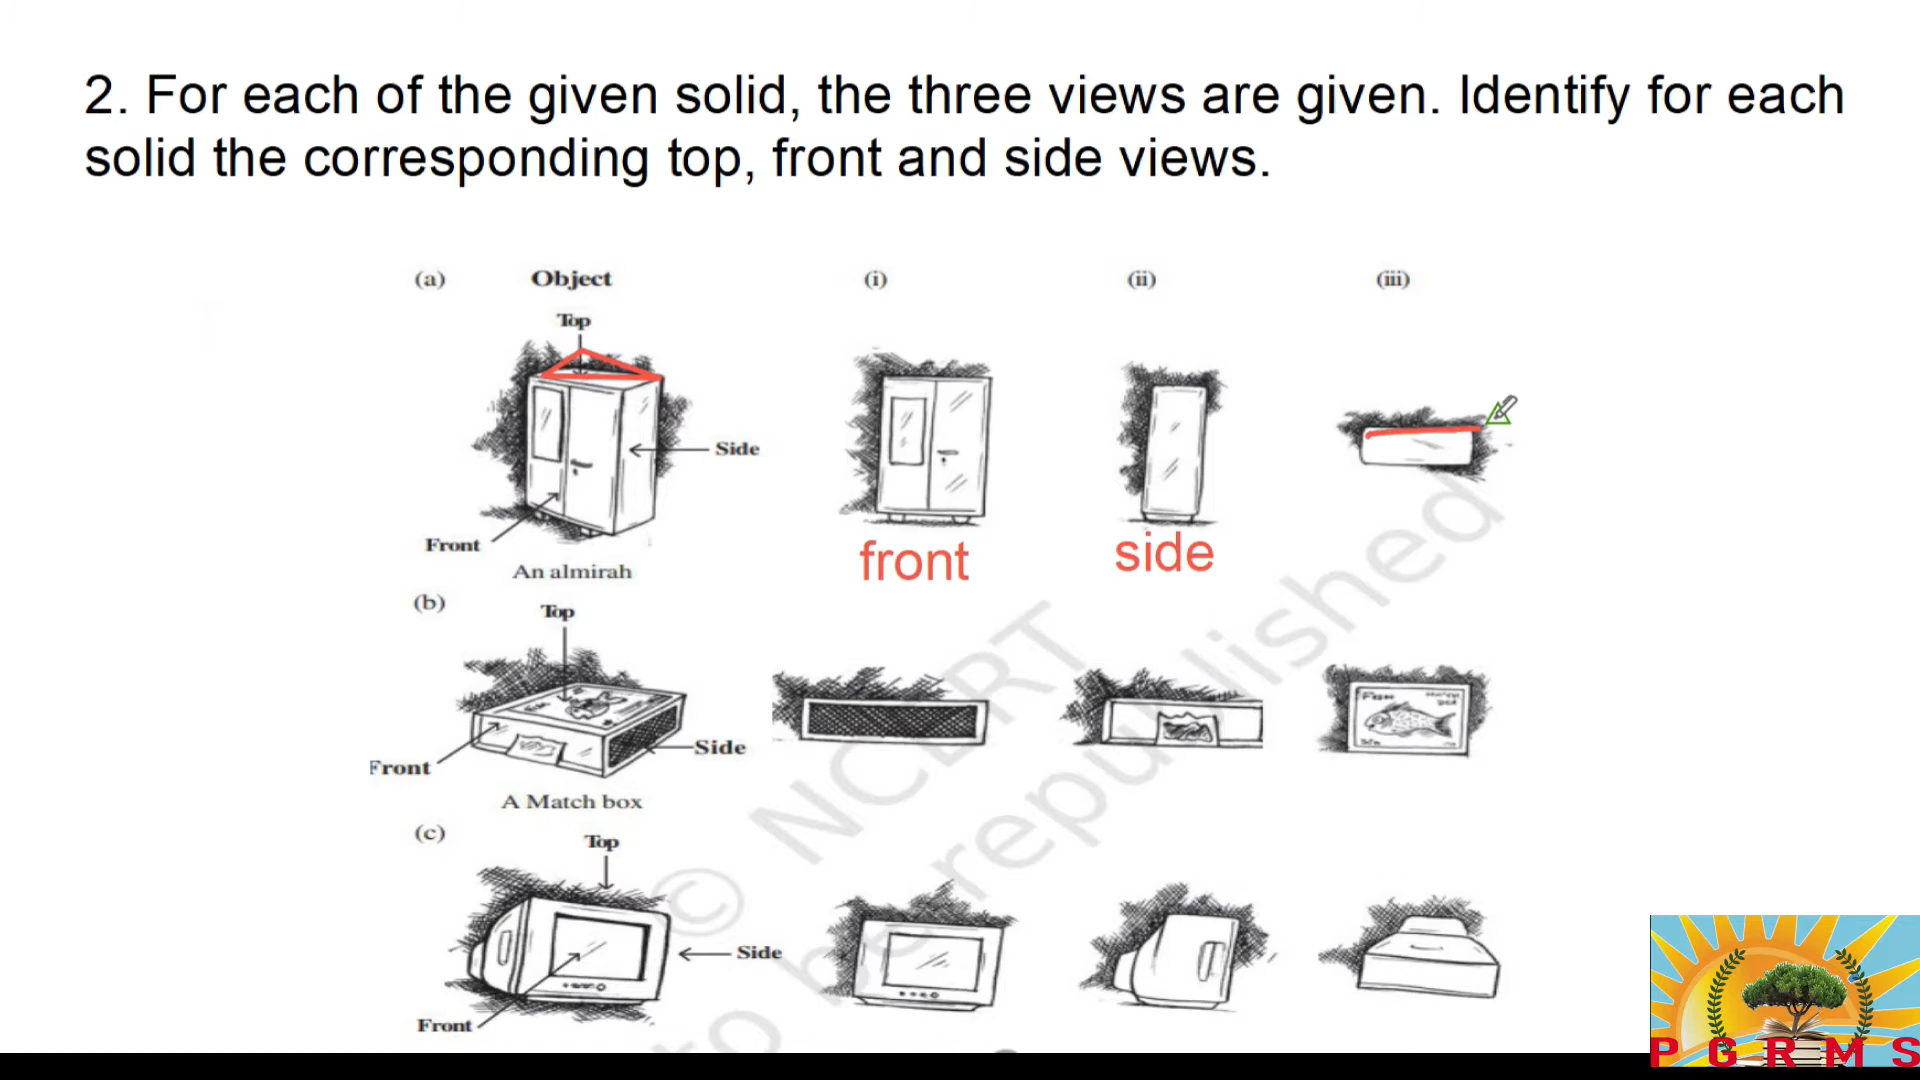 2. For each of the given solid, the three views are given. Identify for each
solid the corresponding top, front and side views.
(a) Object (i) (ii) (iii)
Top
Side
Front
An almirah
front side
(b)
Top
Side
Front
A Match box
(c)
Top
Side
Front
© NCERT
to be republished
P G R M S